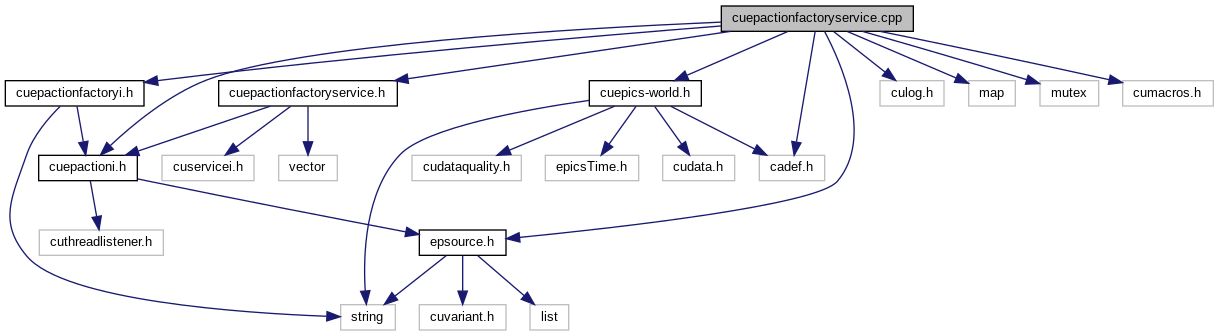 cuepactionfactoryservice.cpp
cuepactionfactoryi.h
cuepactionfactoryservice.h
cuepics-world.h
culog.h
map
mutex
cumacros.h
cuepactioni.h
cuservicei.h
vector
cudataquality.h
epicsTime.h
cudata.h
cadef.h
cuthreadlistener.h
epsource.h
string
cuvariant.h
list